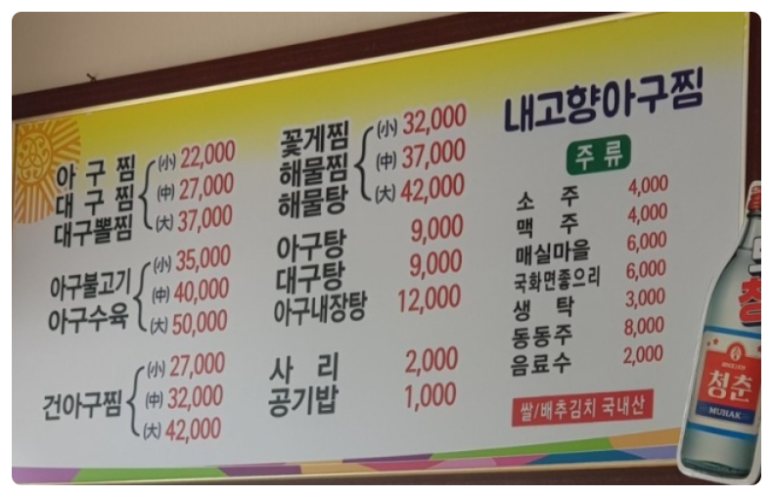 내고향아구찜
아구찜
대구찜
대구뽈찜
(小) 22,000
(中) 27,000
(大) 37,000
아구불고기
아구수육
(小) 35,000
(中) 40,000
(大) 50,000
건아구찜
(小) 27,000
(中) 32,000
(大) 42,000
꽃게찜
해물찜
해물탕
(小) 32,000
(中) 37,000
(大) 42,000
아구탕 9,000
대구탕 9,000
아구내장탕 12,000
사리 2,000
공기밥 1,000
주류
소주 4,000
맥주 4,000
매실마을 6,000
국화면좋으리 6,000
생탁 3,000
동동주 8,000
음료수 2,000
쌀/배추김치 국내산
청춘
MUHAK